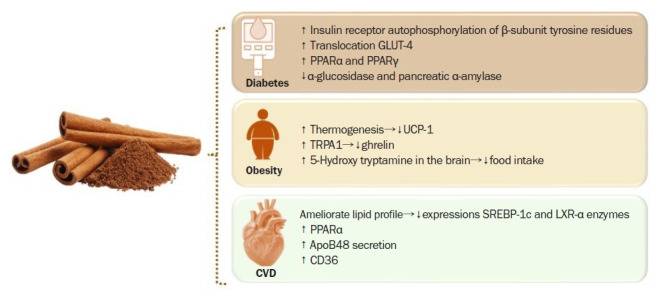 ↑ Insulin receptor autophosphorylation of β-subunit tyrosine residues
↑ Translocation GLUT-4
↑ PPARα and PPARγ
↓α-glucosidase and pancreatic α-amylase
Diabetes
↑ Thermogenesis→↓UCP-1
↑ TRPA1→↓ghrelin
↑ 5-Hydroxy tryptamine in the brain→↓food intake
Obesity
Ameliorate lipid profile→↓expressions SREBP-1c and LXR-α enzymes
↑ PPARα
↑ ApoB48 secretion
↑ CD36
CVD